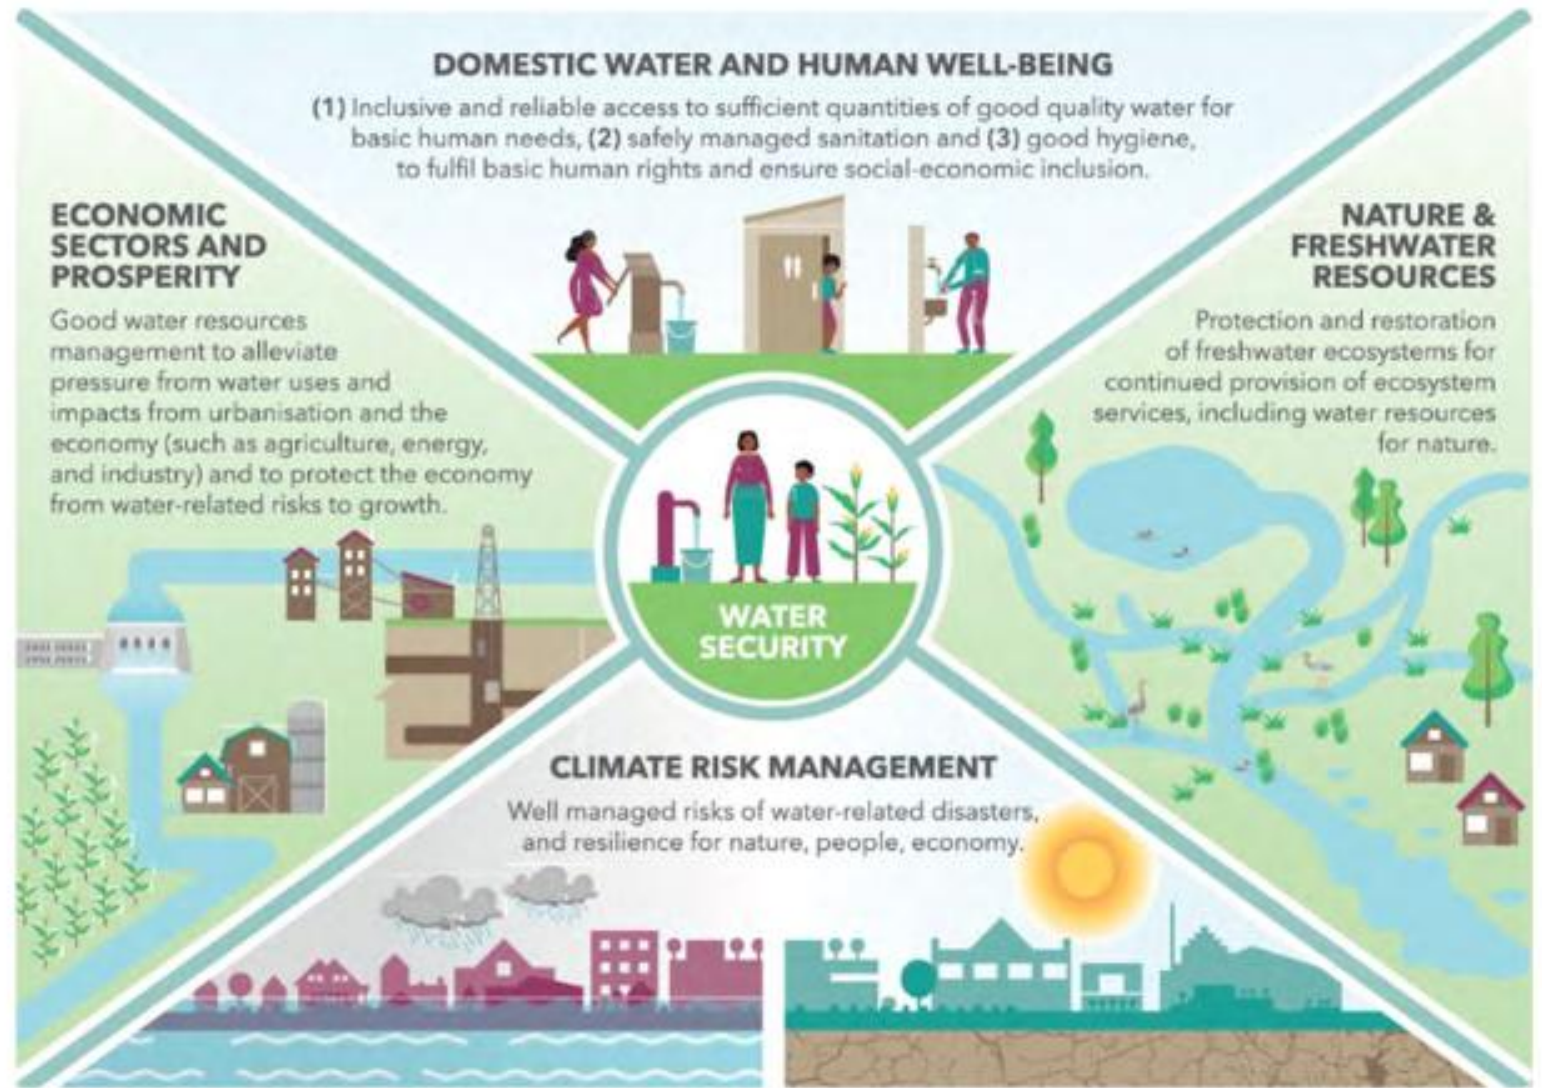 DOMESTIC WATER AND HUMAN WELL-BEING
(1) Inclusive and reliable access to sufficient quantities of good quality water for
basic human needs, (2) safely managed sanitation and (3) good hygiene,
to fulfil basic human rights and ensure social-economic inclusion.
ECONOMIC
SECTORS AND
PROSPERITY
Good water resources
management to alleviate
pressure from water uses and
impacts from urbanisation and the
economy (such as agriculture, energy,
and industry) and to protect the economy
from water-related risks to growth.
NATURE &
FRESHWATER
RESOURCES
Protection and restoration
of freshwater ecosystems for
continued provision of ecosystem
services, including water resources
for nature.
WATER
SECURITY
CLIMATE RISK MANAGEMENT
Well managed risks of water-related disasters,
and resilience for nature, people, economy.